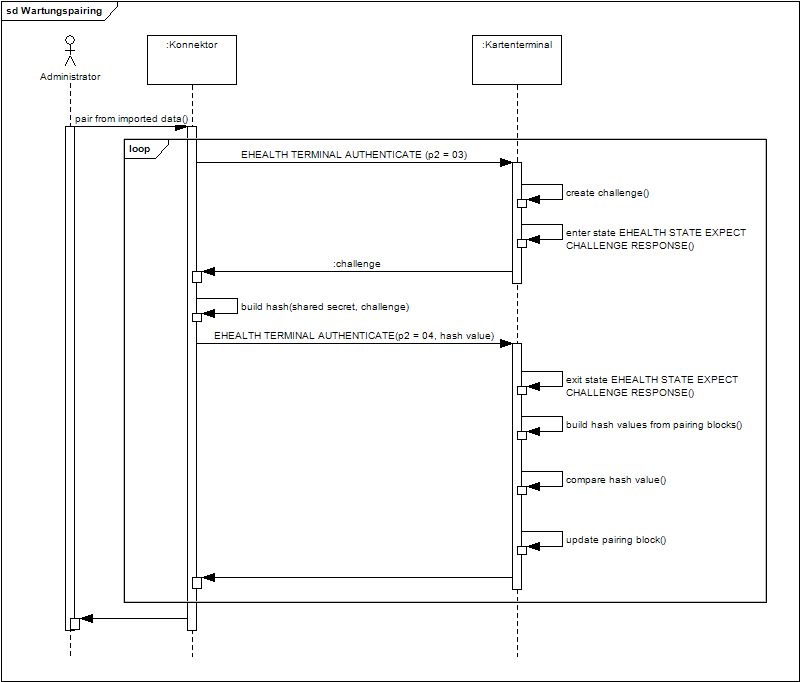 sd Wartungspairing
:Konnektor
:Kartenterminal
Administrator
pair from imported data()
loop
EHEALTH TERMINAL AUTHENTICATE (p2 = 03)
create challenge()
enter state EHEALTH STATE EXPECT
CHALLENGE RESPONSE()
:challenge
build hash(shared secret, challenge)
EHEALTH TERMINAL AUTHENTICATE(p2 = 04, hash value)
exit state EHEALTH STATE EXPECT
CHALLENGE RESPONSE()
build hash values from pairing blocks()
compare hash value()
update pairing block()